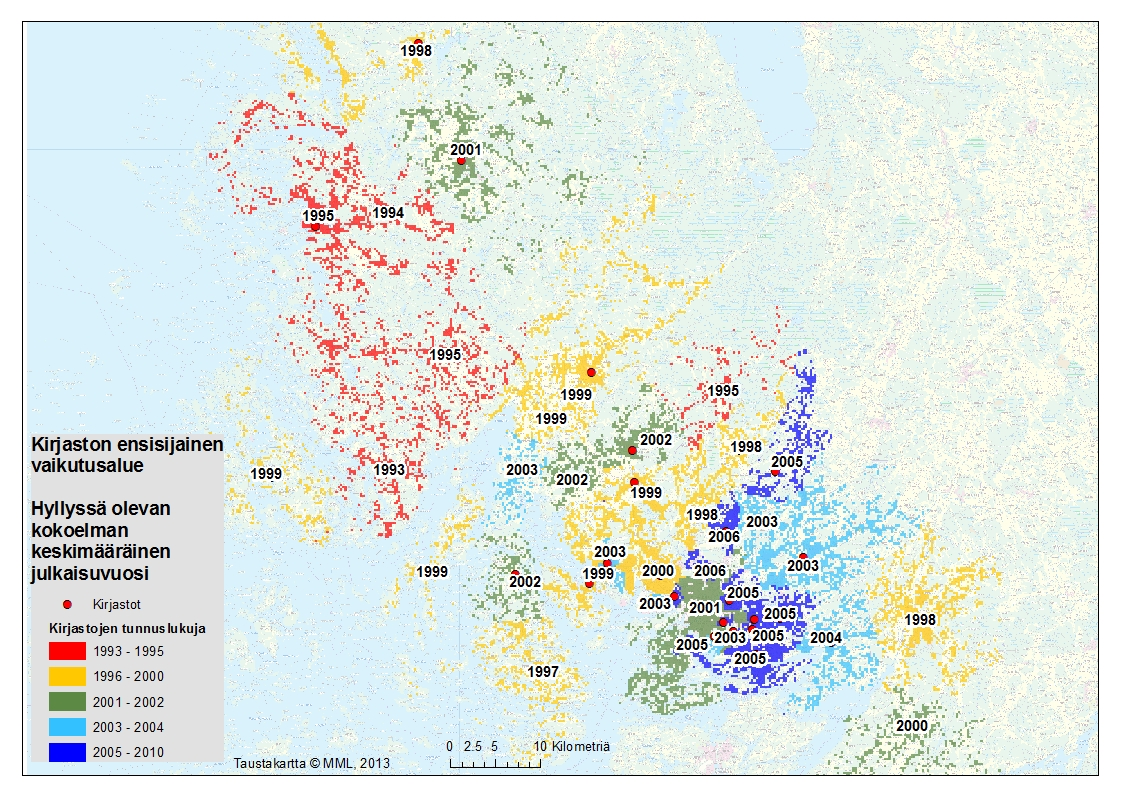 1998
2001
1995
1994
1995
1999
1999
1995
2002
1998
2005
1999
1993
2003
2002
1999
1998
2003
2006
2003
1999
2002
1999
2000
2006
2003
2003
2005
2001
2005
1998
2005
2003
2005
2004
2005
1997
2000
Kirjaston ensisijainen
vaikutusalue
Hyllyssä olevan
kokoelman
keskimääräinen
julkaisuvuosi
Kirjastot
Kirjastojen tunnuslukuja
1993 - 1995
1996 - 2000
2001 - 2002
2003 - 2004
2005 - 2010
Taustakartta © MML, 2013
0 2.5 5 10 Kilometriä